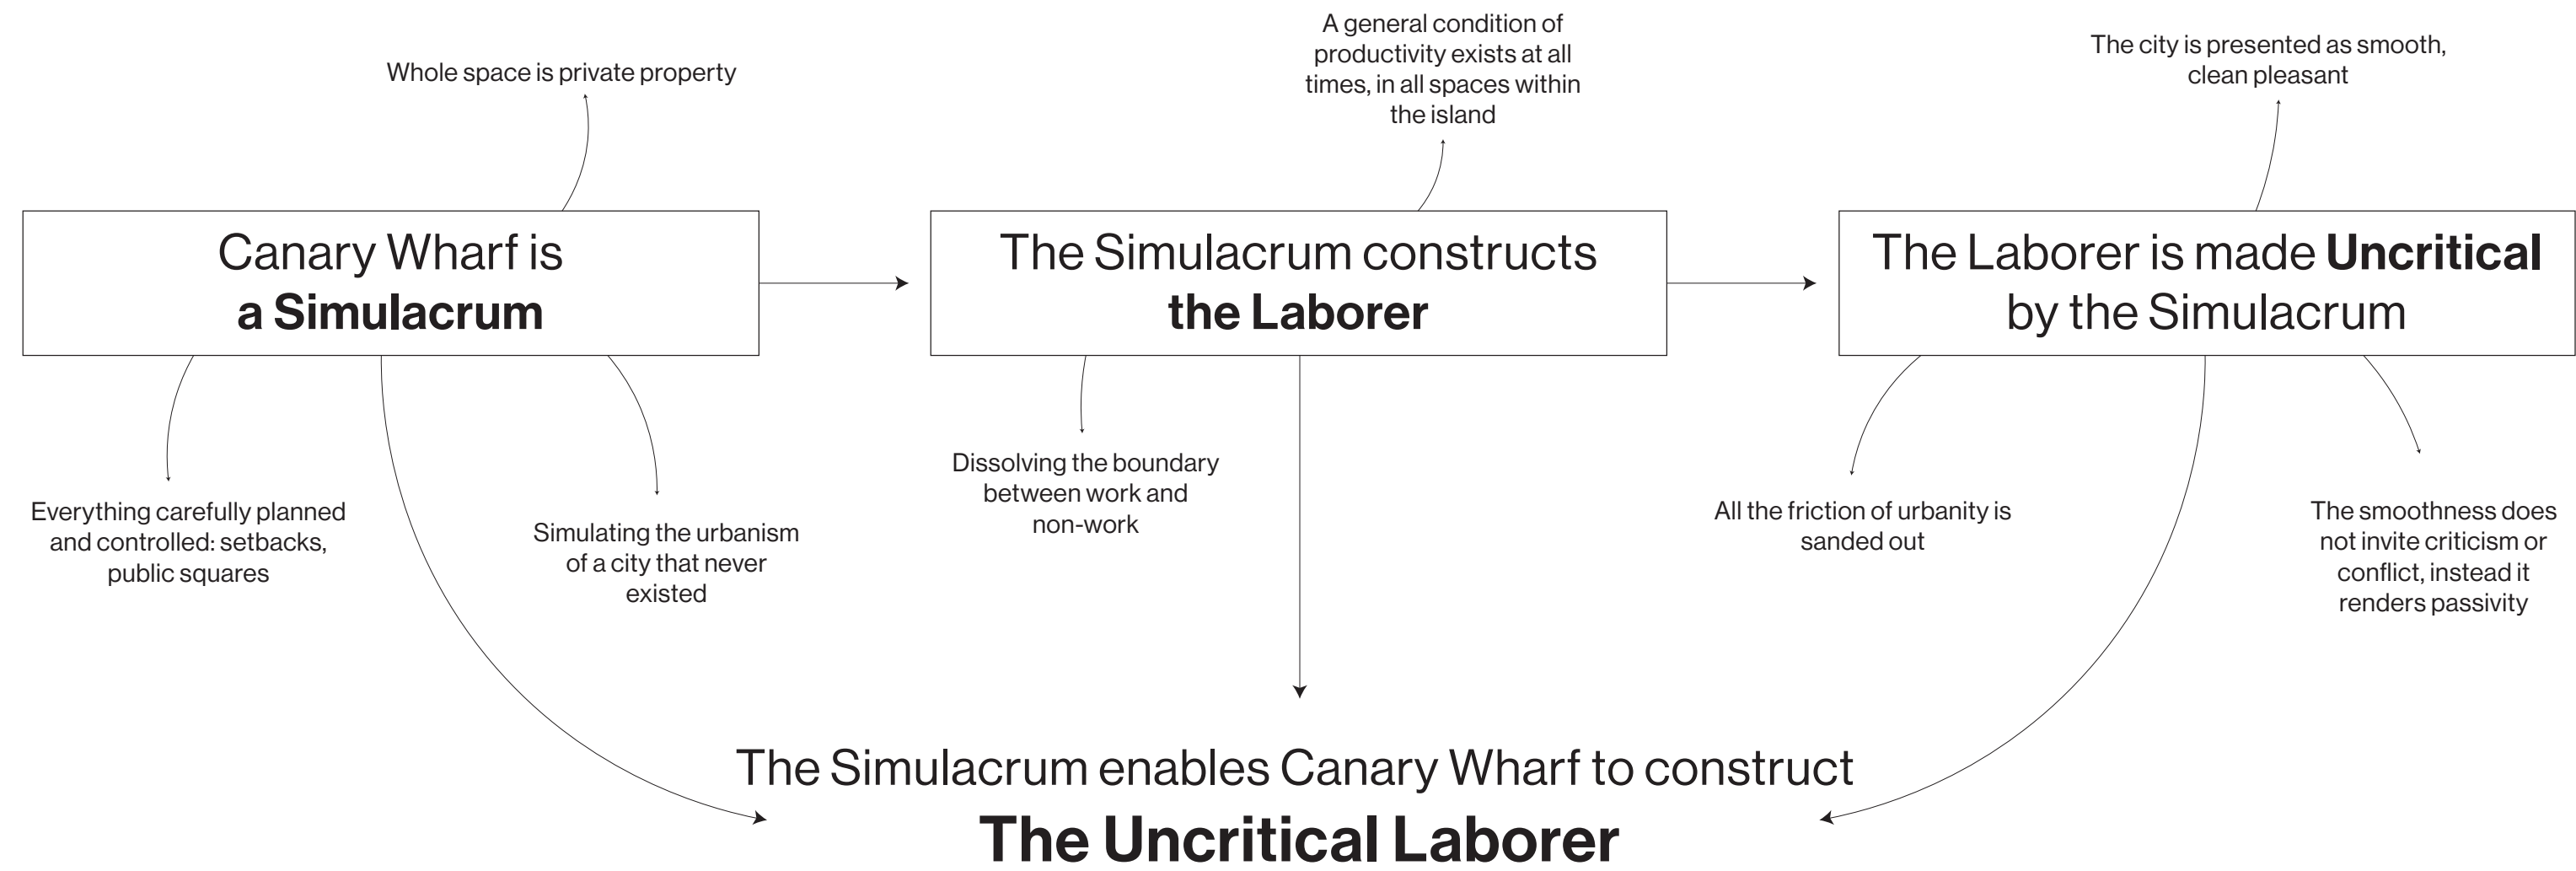 Whole space is private property
A general condition of
productivity exists at all
times, in all spaces within
the island
The city is presented as smooth,
clean pleasant
Canary Wharf is
a Simulacrum
The Simulacrum constructs
the Laborer
The Laborer is made Uncritical
by the Simulacrum
Everything carefully planned
and controlled: setbacks,
public squares
Simulating the urbanism
of a city that never
existed
Dissolving the boundary
between work and
non-work
All the friction of urbanity is
sanded out
The smoothness does
not invite criticism or
conflict, instead it
renders passivity
The Simulacrum enables Canary Wharf to construct
The Uncritical Laborer